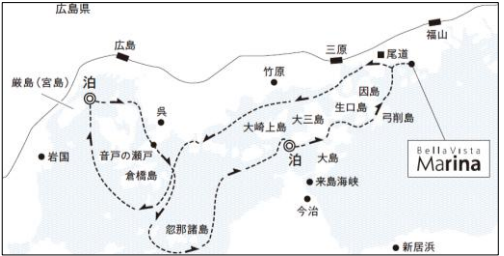 広島県
福山
広島
三原
■尾道
竹原
厳島（宮島）
泊
因島
生口島
呉
大三島
弓削島
大崎上島
泊
音戸の瀬戸
大島
BellaVista
Marina
岩国
倉橋島
来島海峡
今治
忽那諸島
新居浜